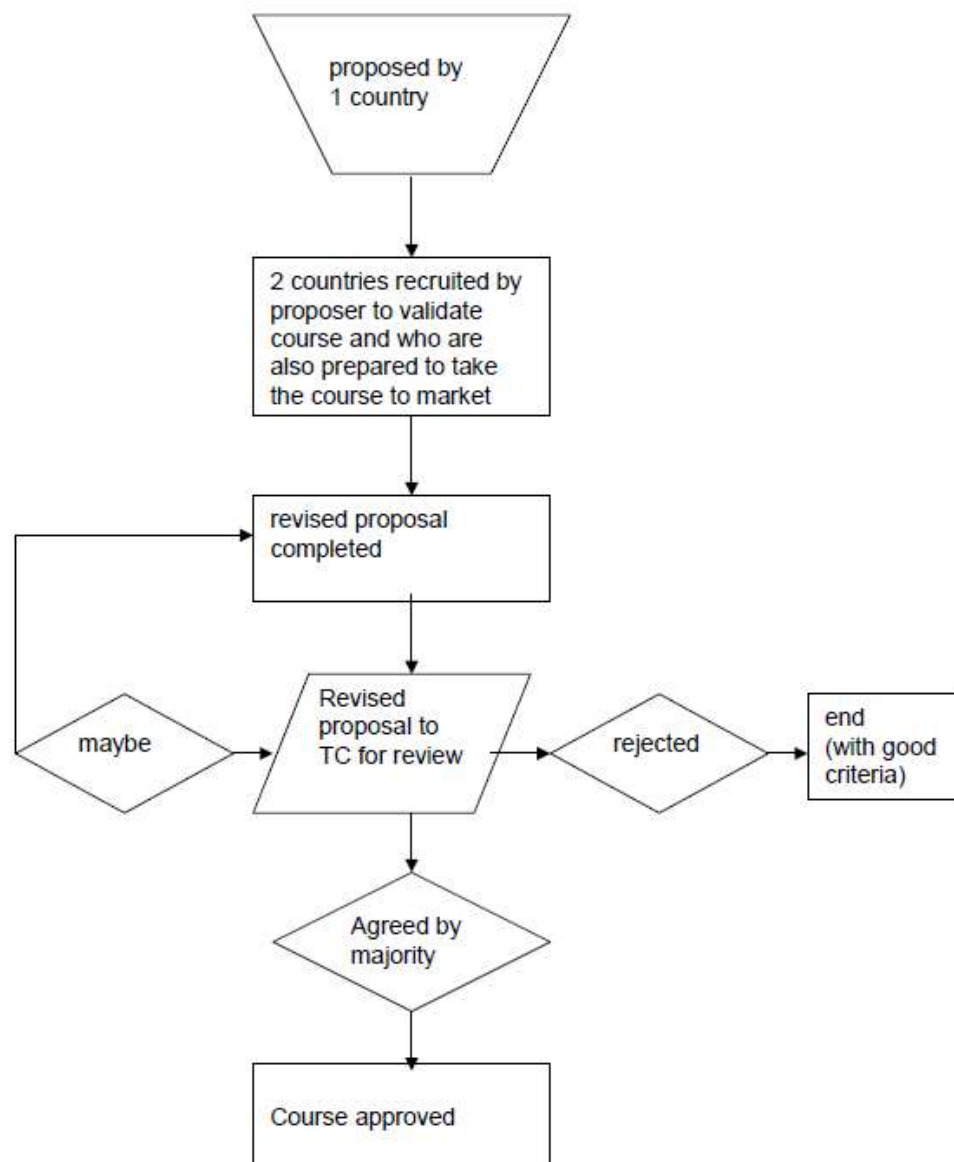 proposed by
1 country
2 countries recruited by
proposer to validate
course and who are
also prepared to take
the course to market
revised proposal
completed
maybe
Revised
proposal to
TC for review
rejected
end
(with good
criteria)
Agreed by
majority
Course approved